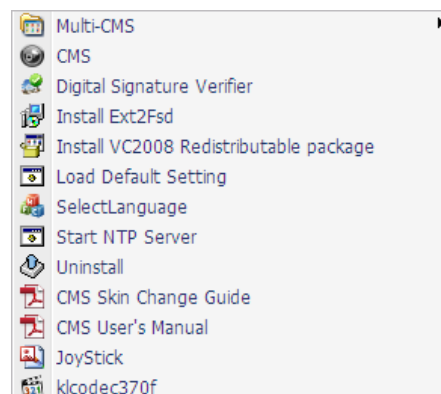 Multi-CMS
CMS
Digital Signature Verifier
Install Ext2Fsd
Install VC2008 Redistributable package
Load Default Setting
SelectLanguage
Start NTP Server
Uninstall
CMS Skin Change Guide
CMS User's Manual
JoyStick
klcodec370f